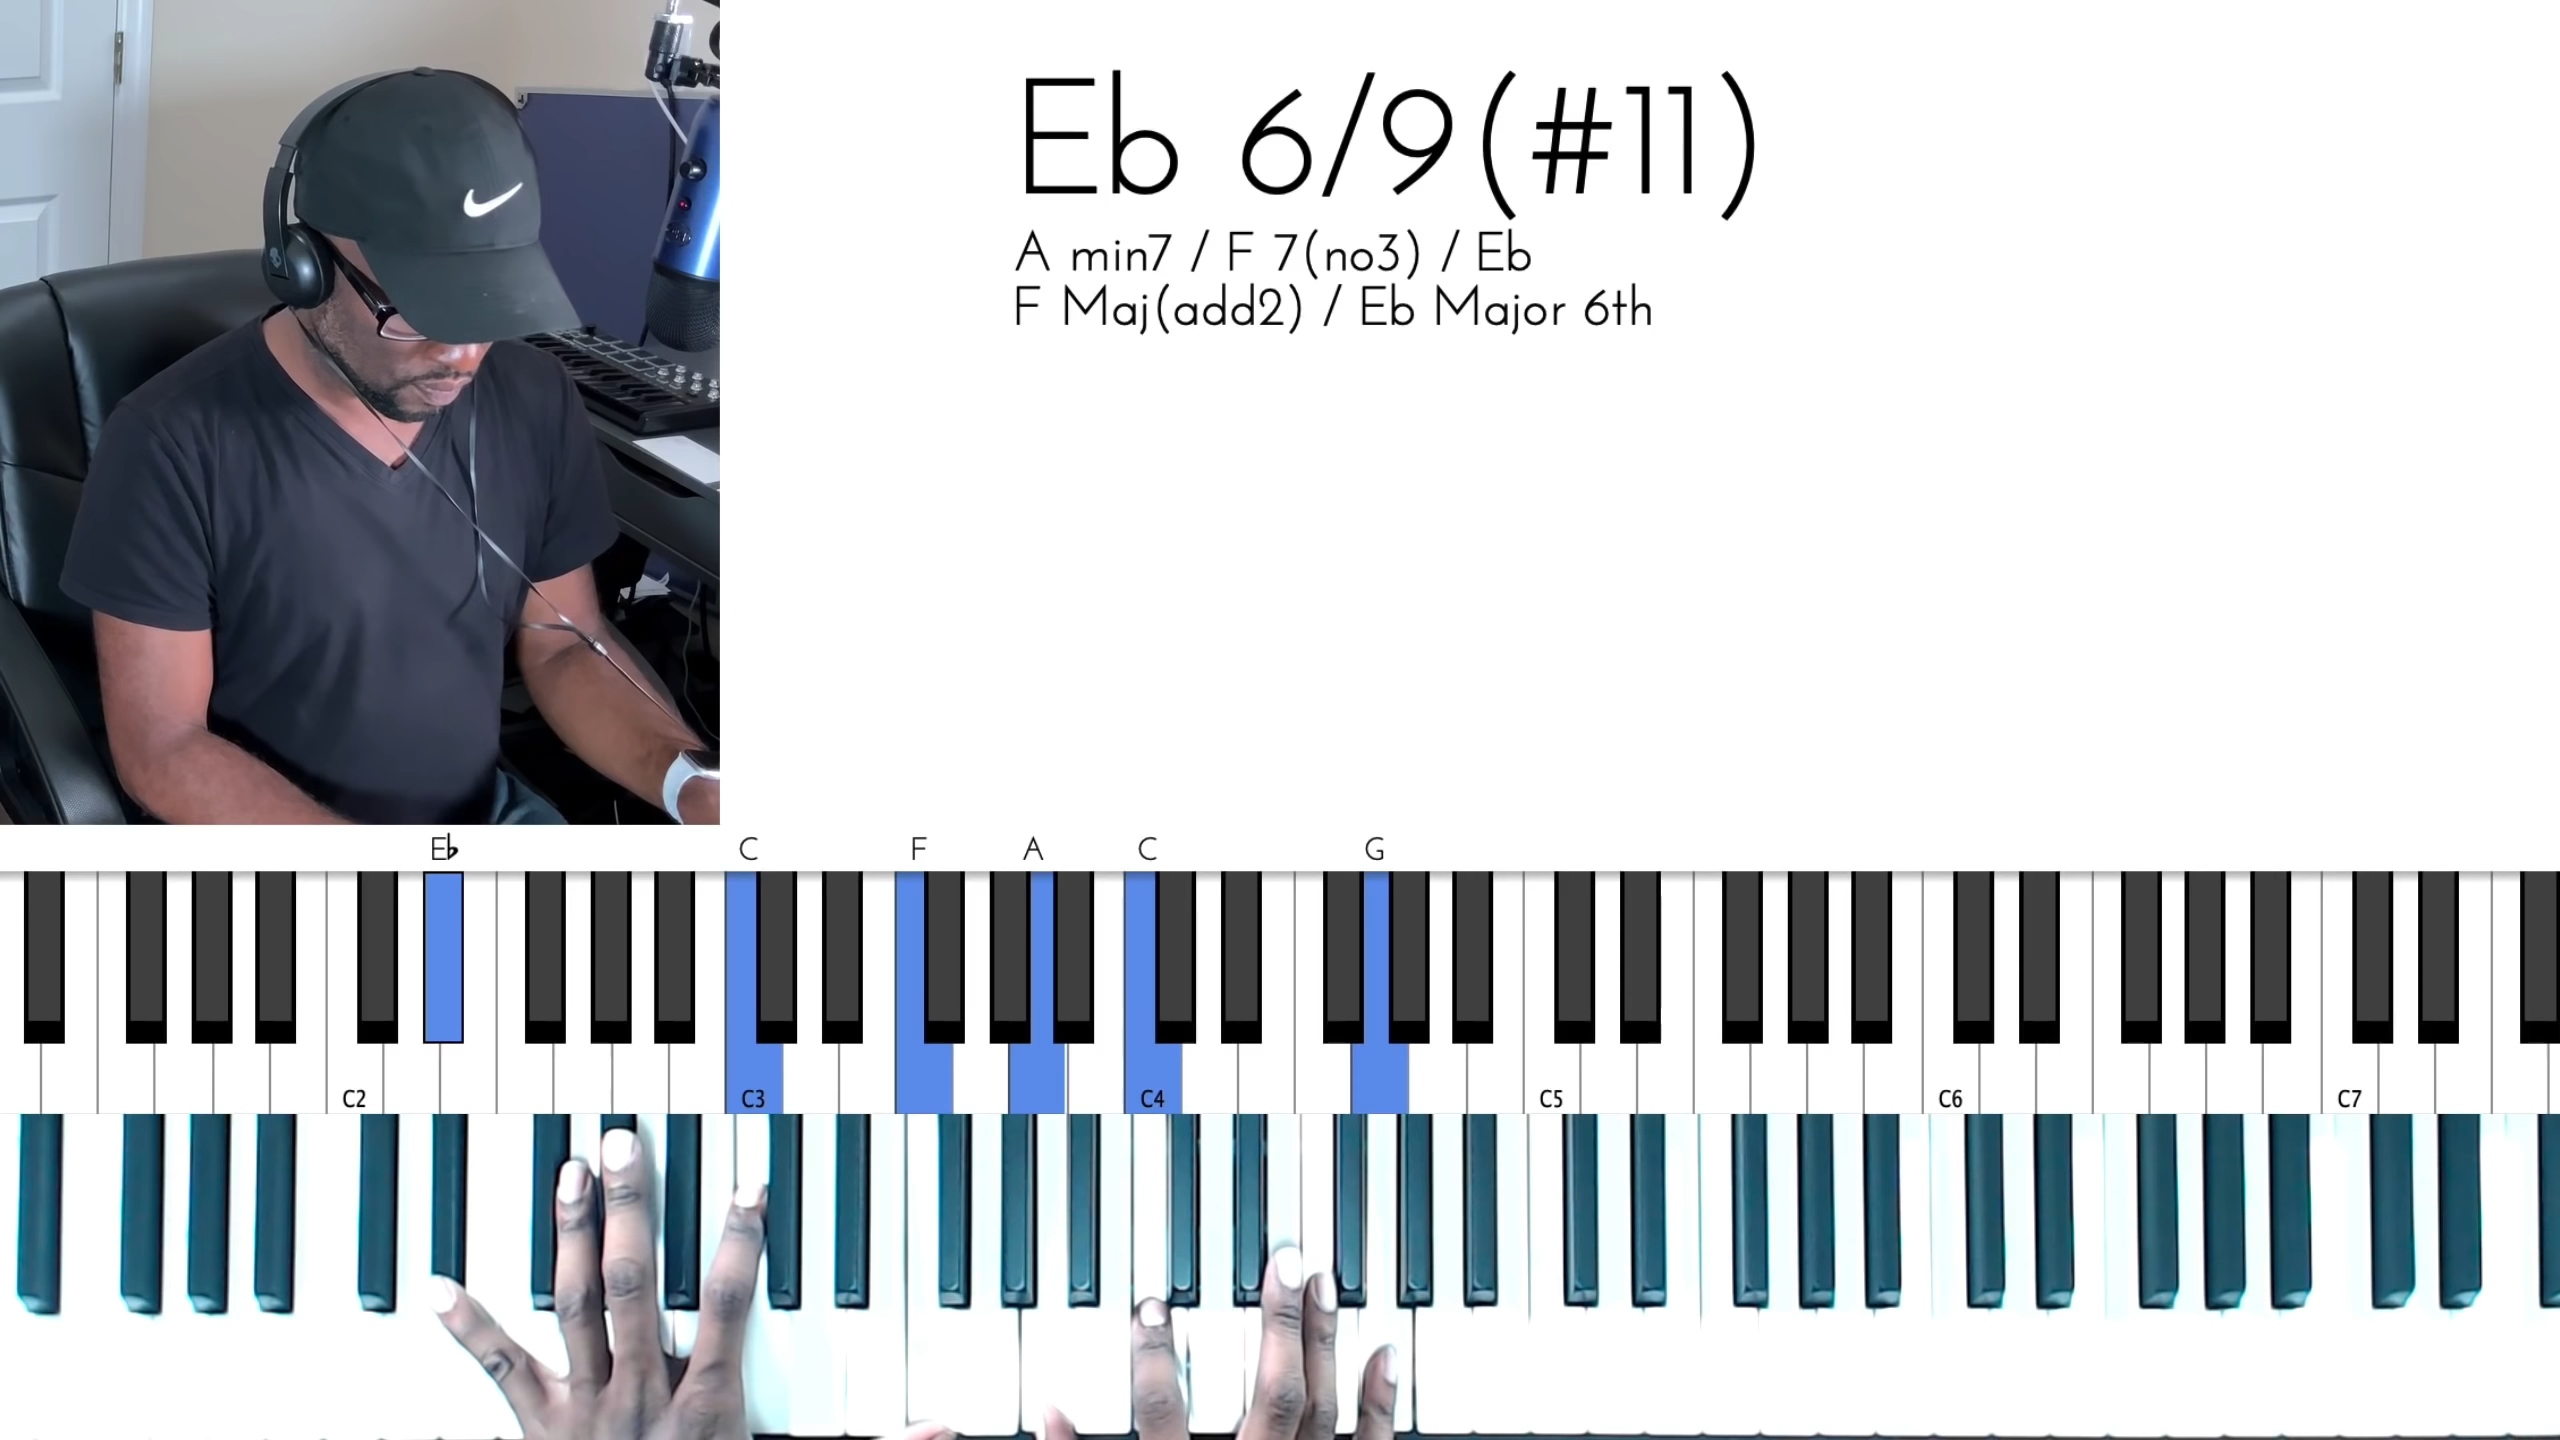 Eb 6/9(#11)
A min7 / F 7(no3) / Eb
F Maj(add2) / Eb Major 6th
E♭ C F A C G
C2 C3 C4 C5 C6 C7